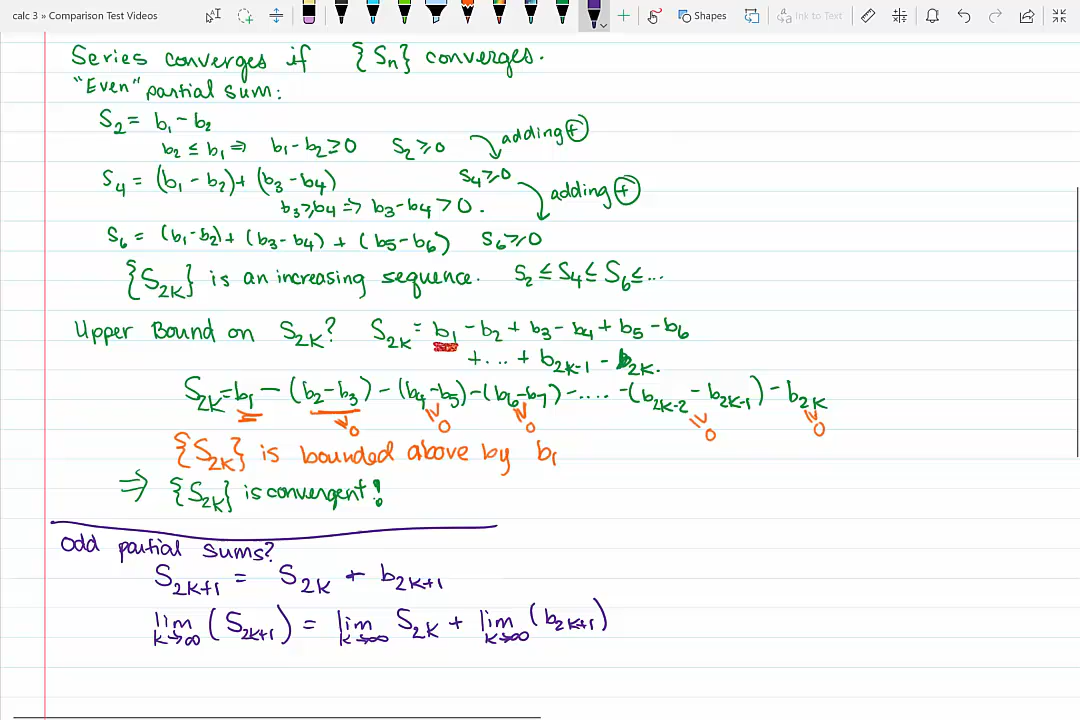 calc 3 » Comparison Test Videos
Shapes
Ink to Text
Series converges if {Sn} converges.
"Even" partial sum:
S₂ = b₁ - b₂
b₂ ≤ b₁ ⇒ b₁ - b₂ ≥ 0 S₂ ≥ 0 adding +
S₄ = (b₁ - b₂) + (b₃ - b₄) S₄ ≥ 0 adding +
b₃ ≥ b₄ ⇒ b₃ - b₄ > 0.
S₆ = (b₁ - b₂) + (b₃ - b₄) + (b₅ - b₆) S₆ ≥ 0
{S₂ₖ} is an increasing sequence. S₂ ≤ S₄ ≤ S₆ ≤ ...
Upper Bound on S₂ₖ? S₂ₖ = b₁ - b₂ + b₃ - b₄ + b₅ - b₆
+ ... + b₂ₖ₋₁ - b₂ₖ.
S₂ₖ = b₁ - (b₂ - b₃) - (b₄ - b₅) - (b₆ - b₇) - .... - (b₂ₖ₋₂ - b₂ₖ₋₁) - b₂ₖ
≥0 ≥0 ≥0 ≥0 ≥0
{S₂ₖ} is bounded above by b₁
⇒ {S₂ₖ} is convergent!
Odd partial sums?
S₂ₖ₊₁ = S₂ₖ + b₂ₖ₊₁
lim k→∞ (S₂ₖ₊₁) = lim k→∞ S₂ₖ + lim k→∞ (b₂ₖ₊₁)